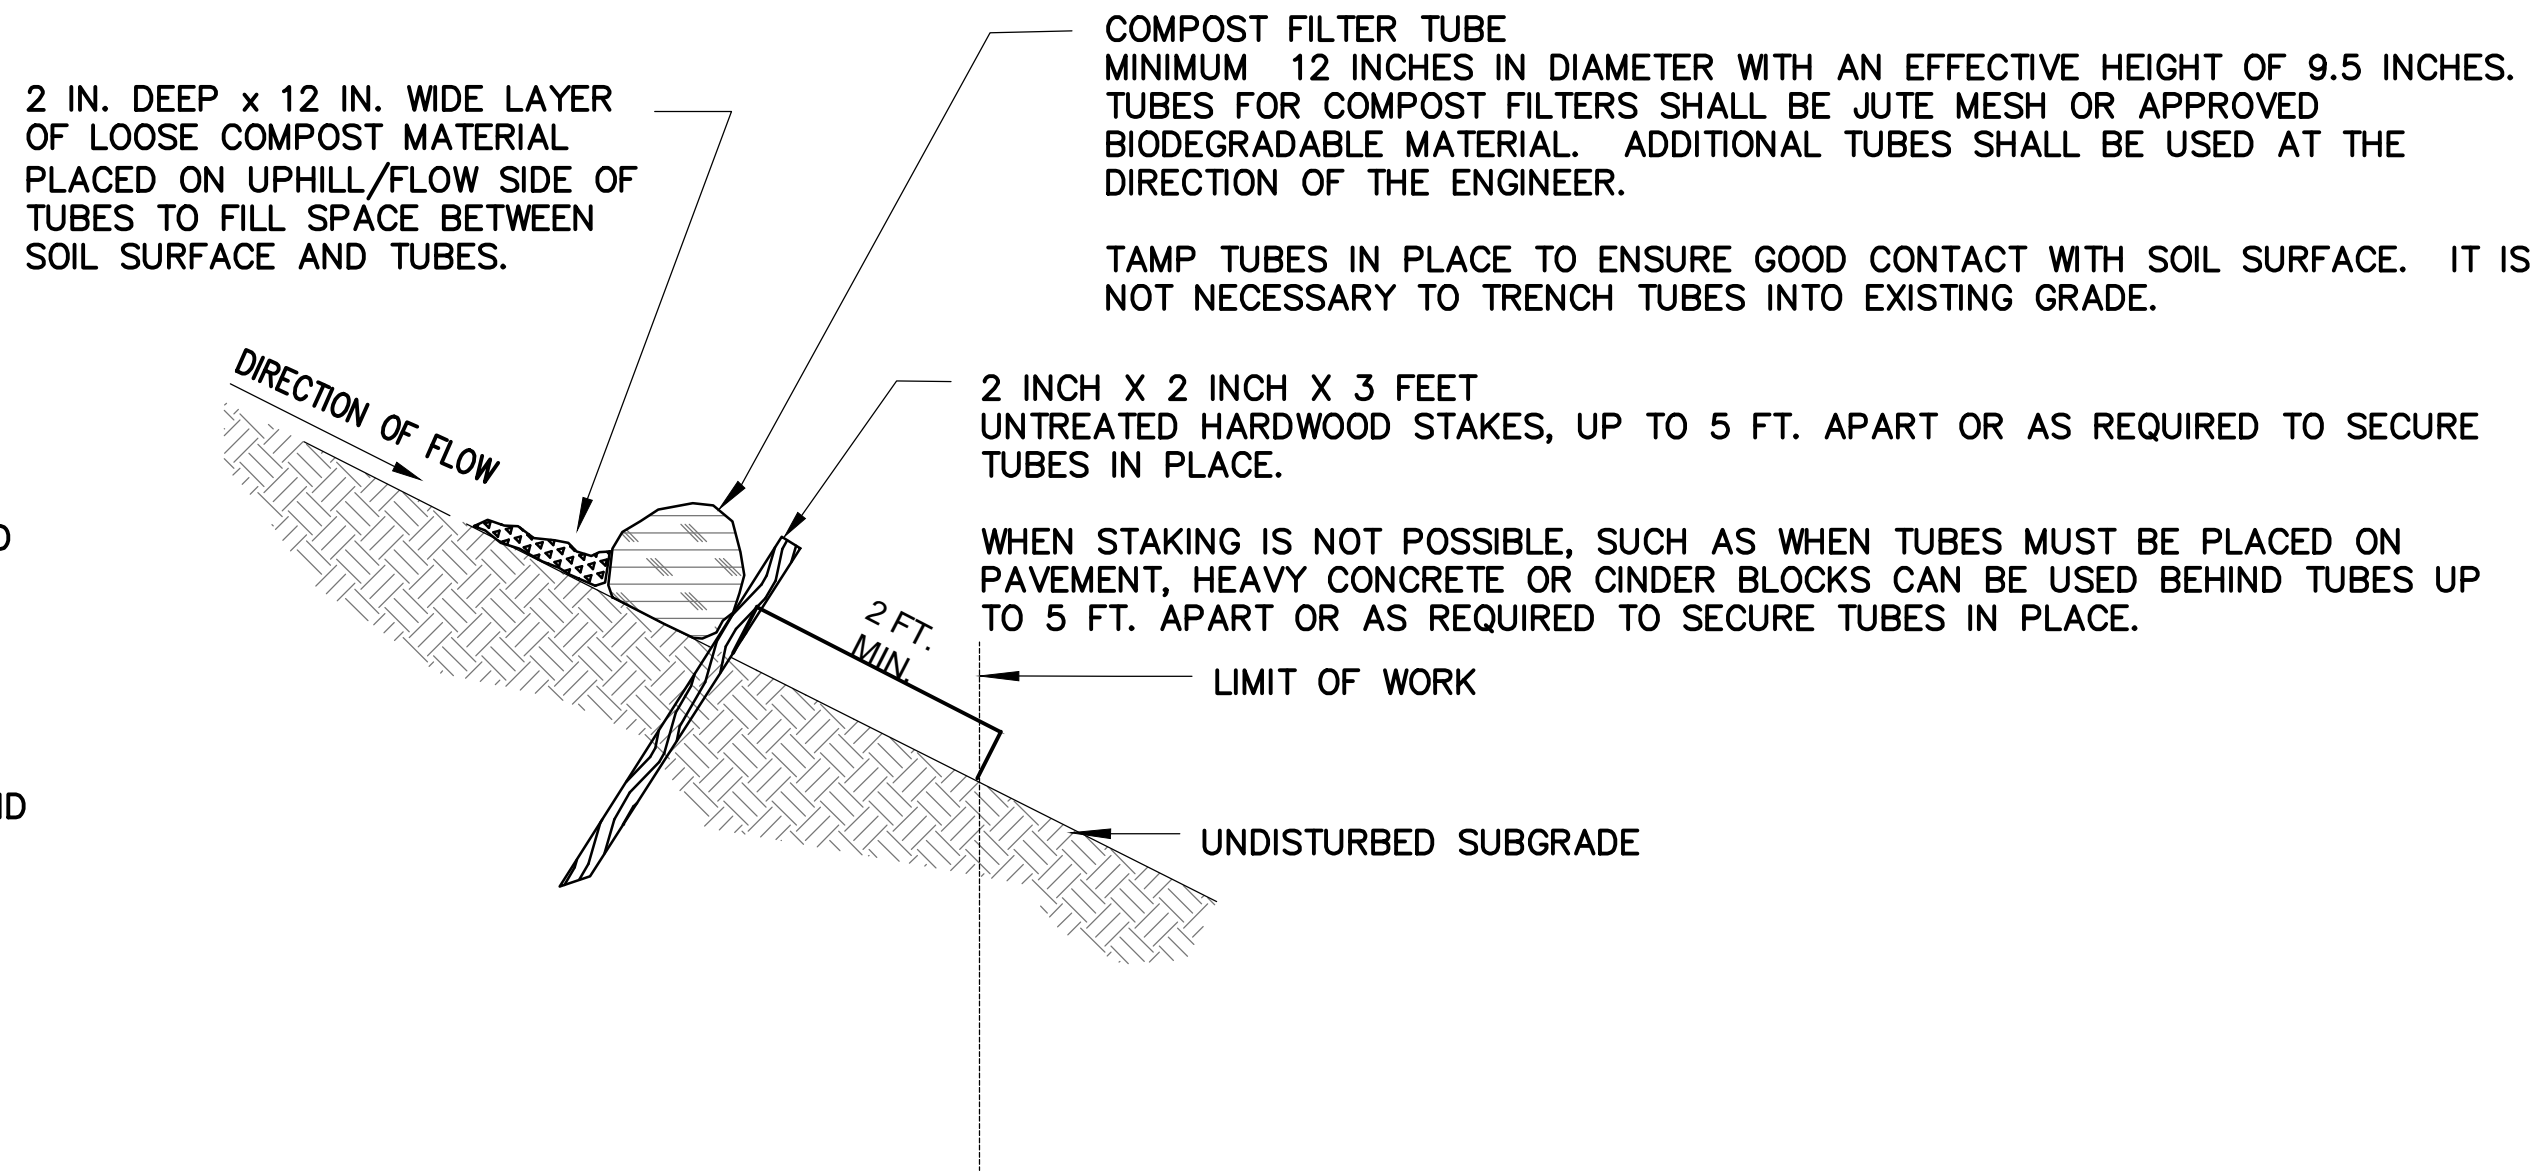 COMPOST FILTER TUBE
MINIMUM 12 INCHES IN DIAMETER WITH AN EFFECTIVE HEIGHT OF 9.5 INCHES.
TUBES FOR COMPOST FILTERS SHALL BE JUTE MESH OR APPROVED
BIODEGRADABLE MATERIAL. ADDITIONAL TUBES SHALL BE USED AT THE
DIRECTION OF THE ENGINEER.
TAMP TUBES IN PLACE TO ENSURE GOOD CONTACT WITH SOIL SURFACE. IT IS
NOT NECESSARY TO TRENCH TUBES INTO EXISTING GRADE.
2 IN. DEEP x 12 IN. WIDE LAYER
OF LOOSE COMPOST MATERIAL
PLACED ON UPHILL/FLOW SIDE OF
TUBES TO FILL SPACE BETWEEN
SOIL SURFACE AND TUBES.
DIRECTION OF FLOW
2 INCH X 2 INCH X 3 FEET
UNTREATED HARDWOOD STAKES, UP TO 5 FT. APART OR AS REQUIRED TO SECURE
TUBES IN PLACE.
WHEN STAKING IS NOT POSSIBLE, SUCH AS WHEN TUBES MUST BE PLACED ON
PAVEMENT, HEAVY CONCRETE OR CINDER BLOCKS CAN BE USED BEHIND TUBES UP
TO 5 FT. APART OR AS REQUIRED TO SECURE TUBES IN PLACE.
2 FT.
MIN.
LIMIT OF WORK
UNDISTURBED SUBGRADE